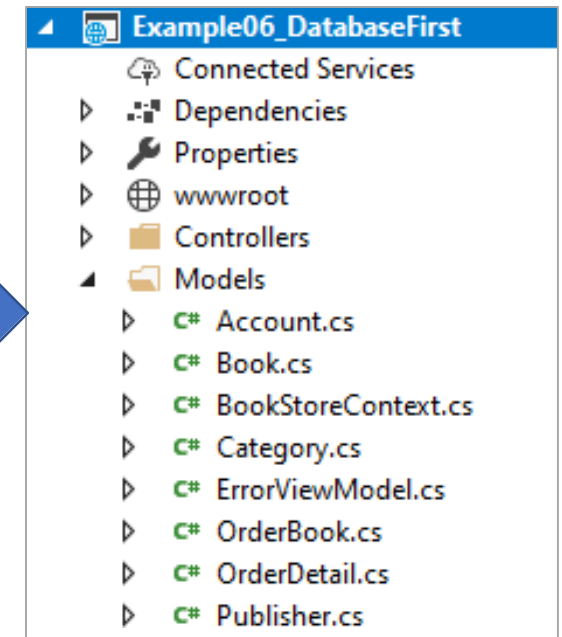 Example06_DatabaseFirst
Connected Services
Dependencies
Properties
wwwroot
Controllers
Models
C# Account.cs
C# Book.cs
C# BookStoreContext.cs
C# Category.cs
C# ErrorViewModel.cs
C# OrderBook.cs
C# OrderDetail.cs
C# Publisher.cs